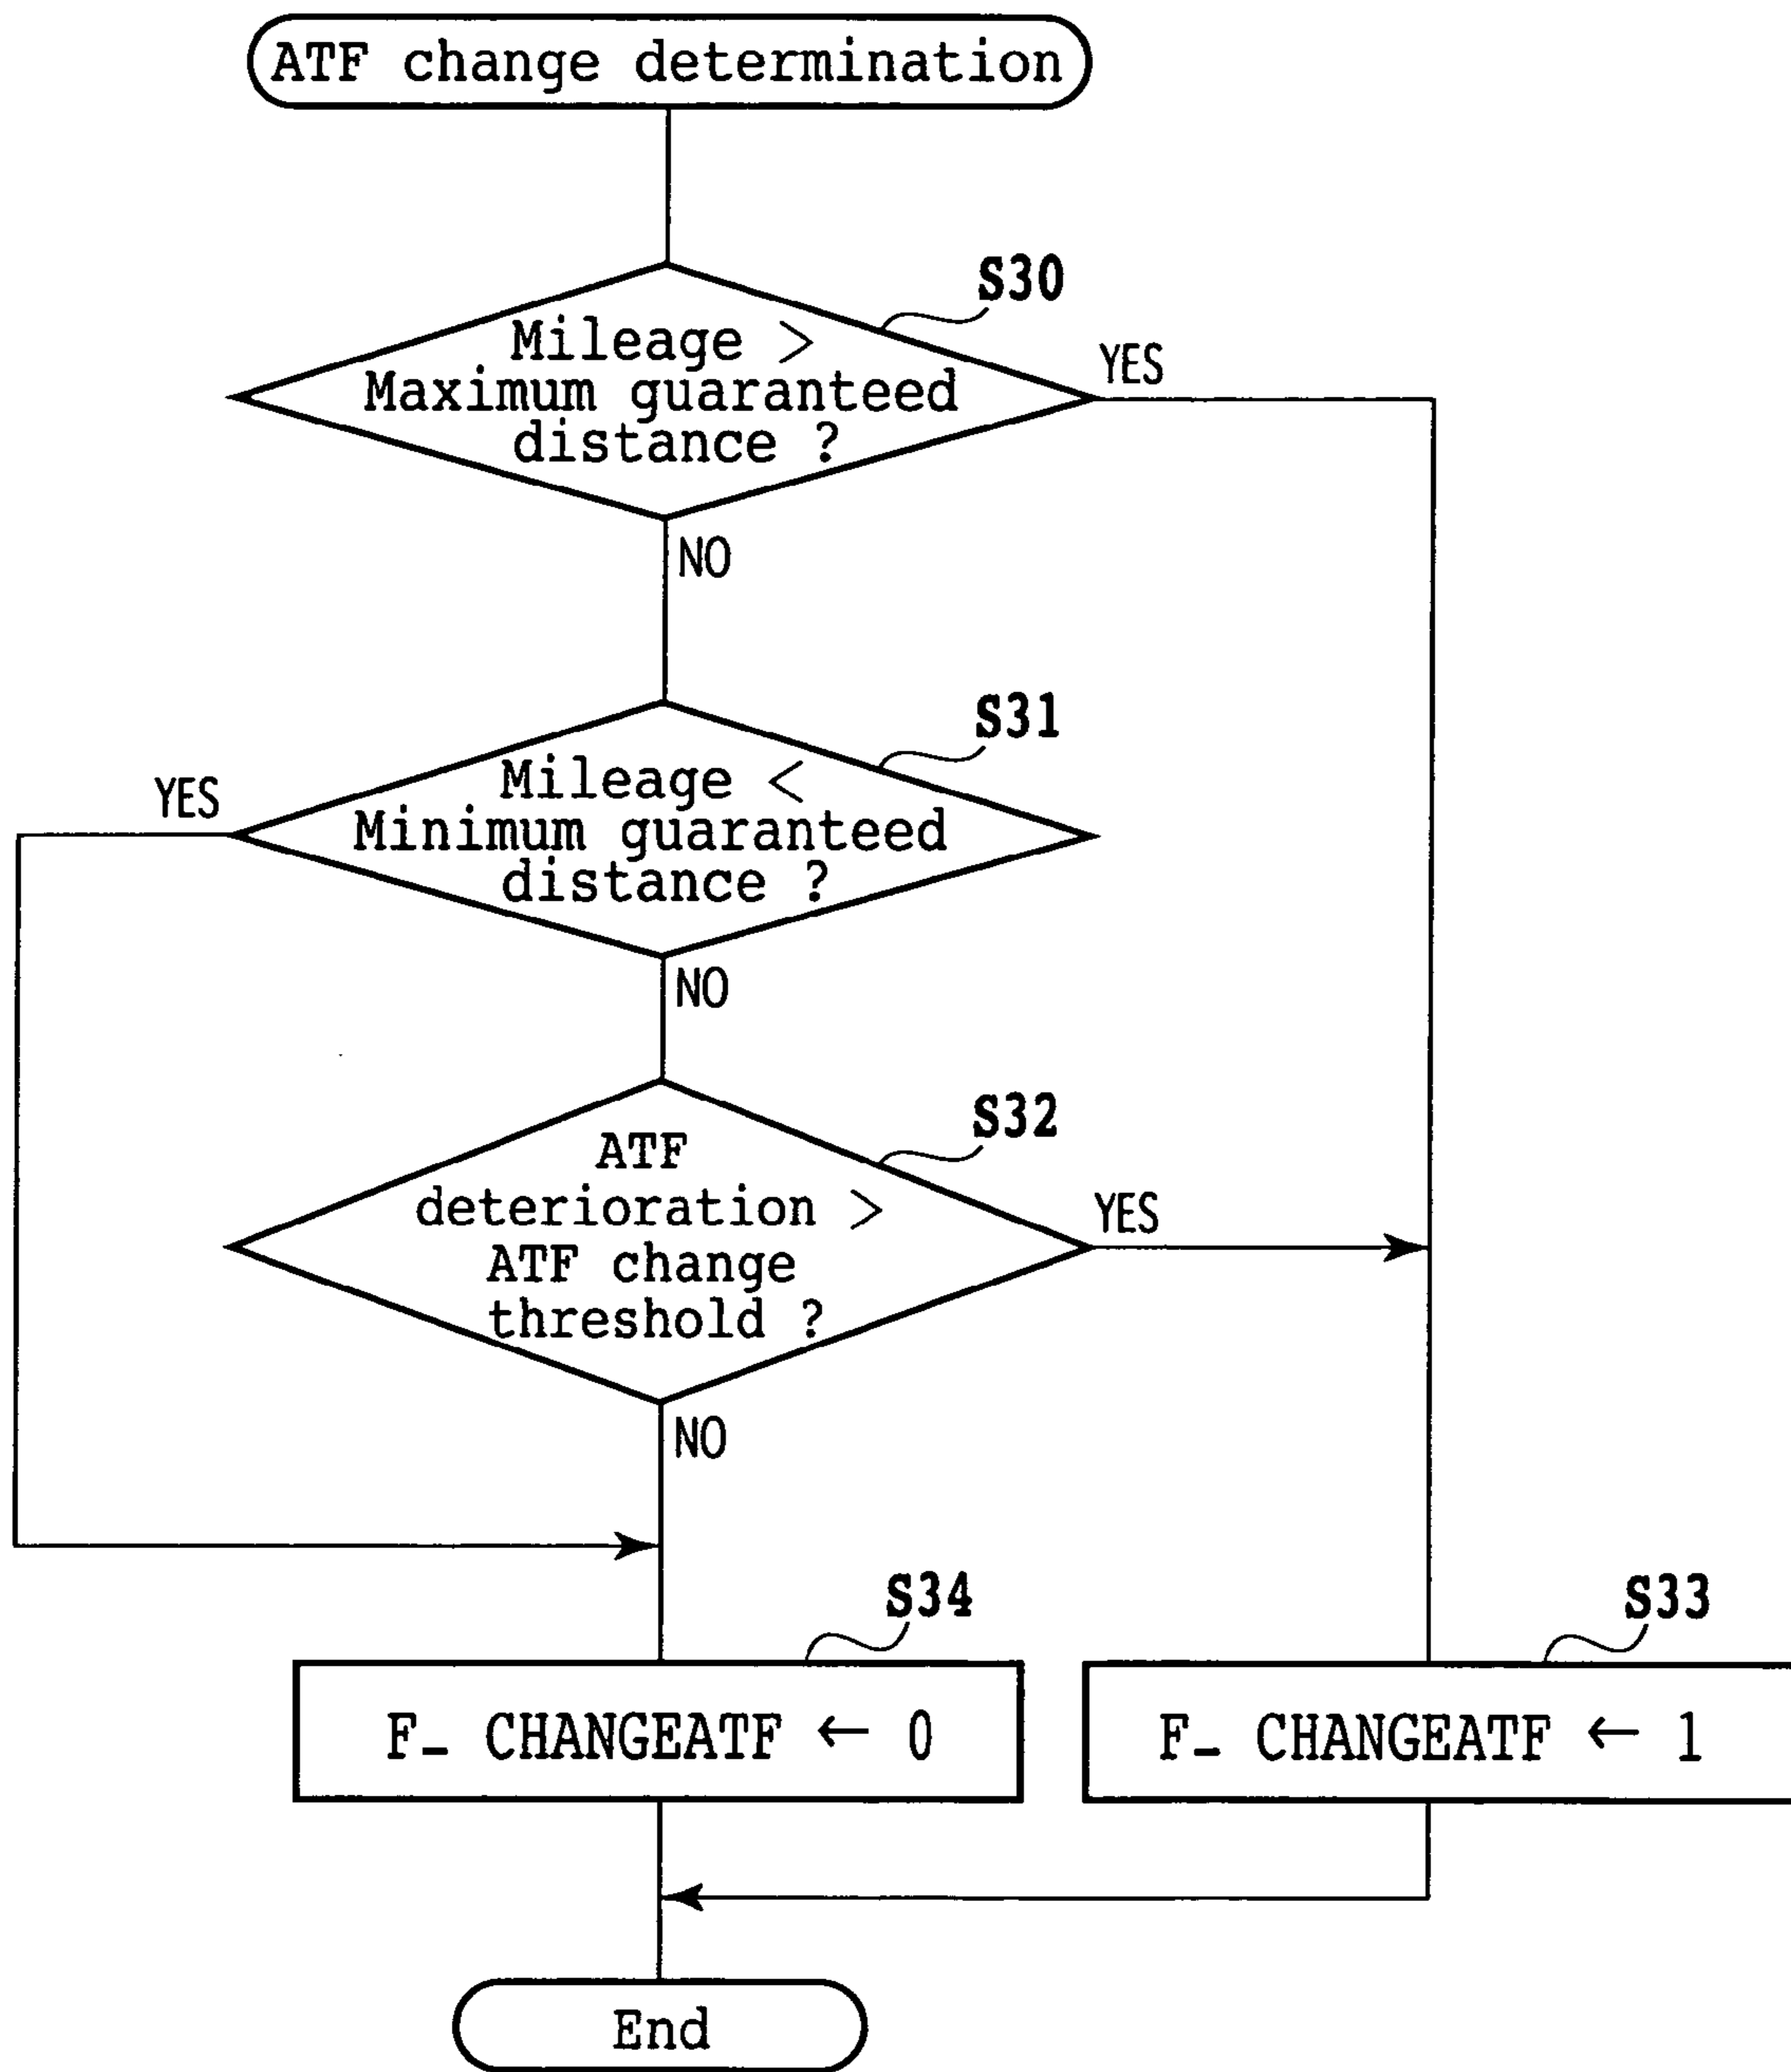 ATF change determination
S30
Mileage >
Maximum guaranteed
distance ?
YES
NO
S31
Mileage <
Minimum guaranteed
distance ?
YES
NO
S32
ATF
deterioration >
ATF change
threshold ?
YES
NO
S34
F_ CHANGEATF ← 0
S33
F_ CHANGEATF ← 1
End